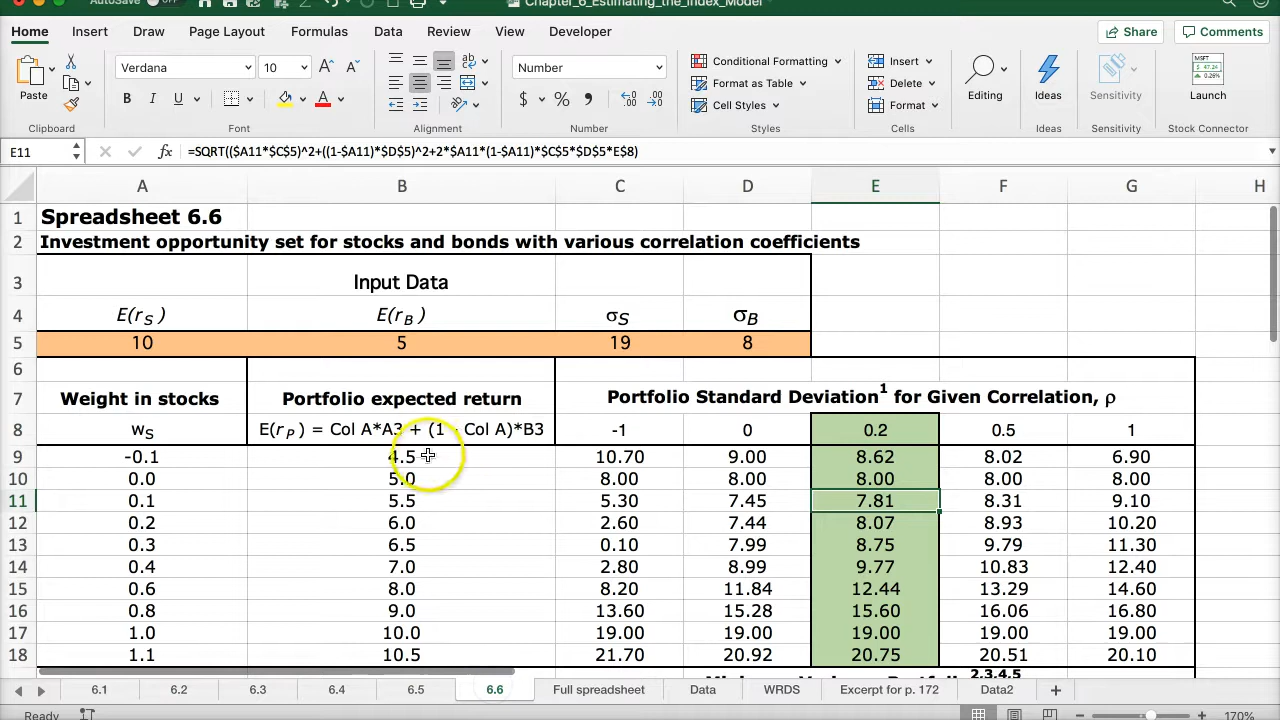 AutoSave OFF Chapter_6_Estimating_the_Index_Model
Home Insert Draw Page Layout Formulas Data Review View Developer Share Comments
Paste Verdana 10 Number Conditional Formatting Format as Table Cell Styles Insert Delete Format Editing Ideas Sensitivity Launch
MSFT $ 47.24 0.26%
Clipboard Font Alignment Number Styles Cells Ideas Sensitivity Stock Connector
E11 fx =SQRT(($A11*$C$5)^2+((1-$A11)*$D$5)^2+2*$A11*(1-$A11)*$C$5*$D$5*E$8)
A B C D E F G H
1 Spreadsheet 6.6
2 Investment opportunity set for stocks and bonds with various correlation coefficients
3 Input Data
4 E(rS) E(rB) σS σB
5 10 5 19 8
6
7 Weight in stocks Portfolio expected return Portfolio Standard Deviation1 for Given Correlation, ρ
8 wS E(rP) = Col A*A3 + (1 - Col A)*B3 -1 0 0.2 0.5 1
9 -0.1 4.5 10.70 9.00 8.62 8.02 6.90
10 0.0 5.0 8.00 8.00 8.00 8.00 8.00
11 0.1 5.5 5.30 7.45 7.81 8.31 9.10
12 0.2 6.0 2.60 7.44 8.07 8.93 10.20
13 0.3 6.5 0.10 7.99 8.75 9.79 11.30
14 0.4 7.0 2.80 8.99 9.77 10.83 12.40
15 0.6 8.0 8.20 11.84 12.44 13.29 14.60
16 0.8 9.0 13.60 15.28 15.60 16.06 16.80
17 1.0 10.0 19.00 19.00 19.00 19.00 19.00
18 1.1 10.5 21.70 20.92 20.75 20.51 20.10
2,3,4,5
6.1 6.2 6.3 6.4 6.5 6.6 Full spreadsheet Data WRDS Excerpt for p. 172 Data2
Ready 170%